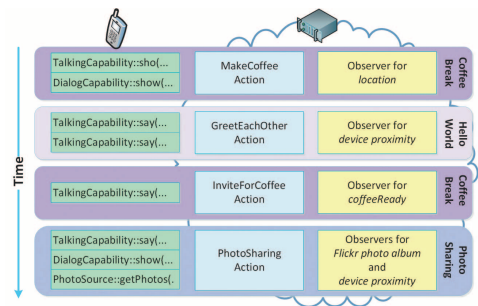 TalkingCapability::sho(...
DialogCapability::show(...
MakeCoffee
Action
Observer for
location
Coffee
Break
TalkingCapability::say(...
TalkingCapability::say(...
GreetEachOther
Action
Observer for
device proximity
Hello
World
TalkingCapability::say(...
InviteForCoffee
Action
Observer for
coffeeReady
Coffee
Break
TalkingCapability::say(...
DialogCapability::show(...
PhotoSource::getPhotos(.
PhotoSharing
Action
Observers for
Flickr photo album
and
device proximity
Photo
Sharing
Time